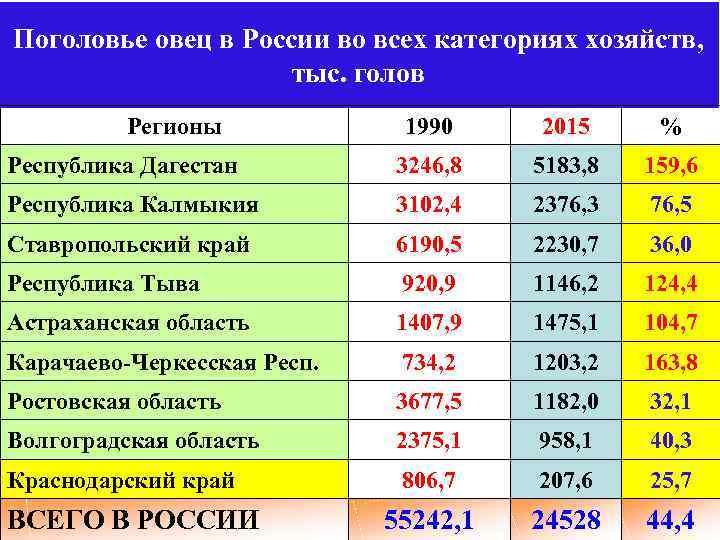 Поголовье овец в России во всех категориях хозяйств,
тыс. голов
Регионы 1990 2015 %
Республика Дагестан 3246,8 5183,8 159,6
Республика Калмыкия 3102,4 2376,3 76,5
Ставропольский край 6190,5 2230,7 36,0
Республика Тыва 920,9 1146,2 124,4
Астраханская область 1407,9 1475,1 104,7
Карачаево-Черкесская Респ. 734,2 1203,2 163,8
Ростовская область 3677,5 1182,0 32,1
Волгоградская область 2375,1 958,1 40,3
Краснодарский край 806,7 207,6 25,7
ВСЕГО В РОССИИ 55242,1 24528 44,4